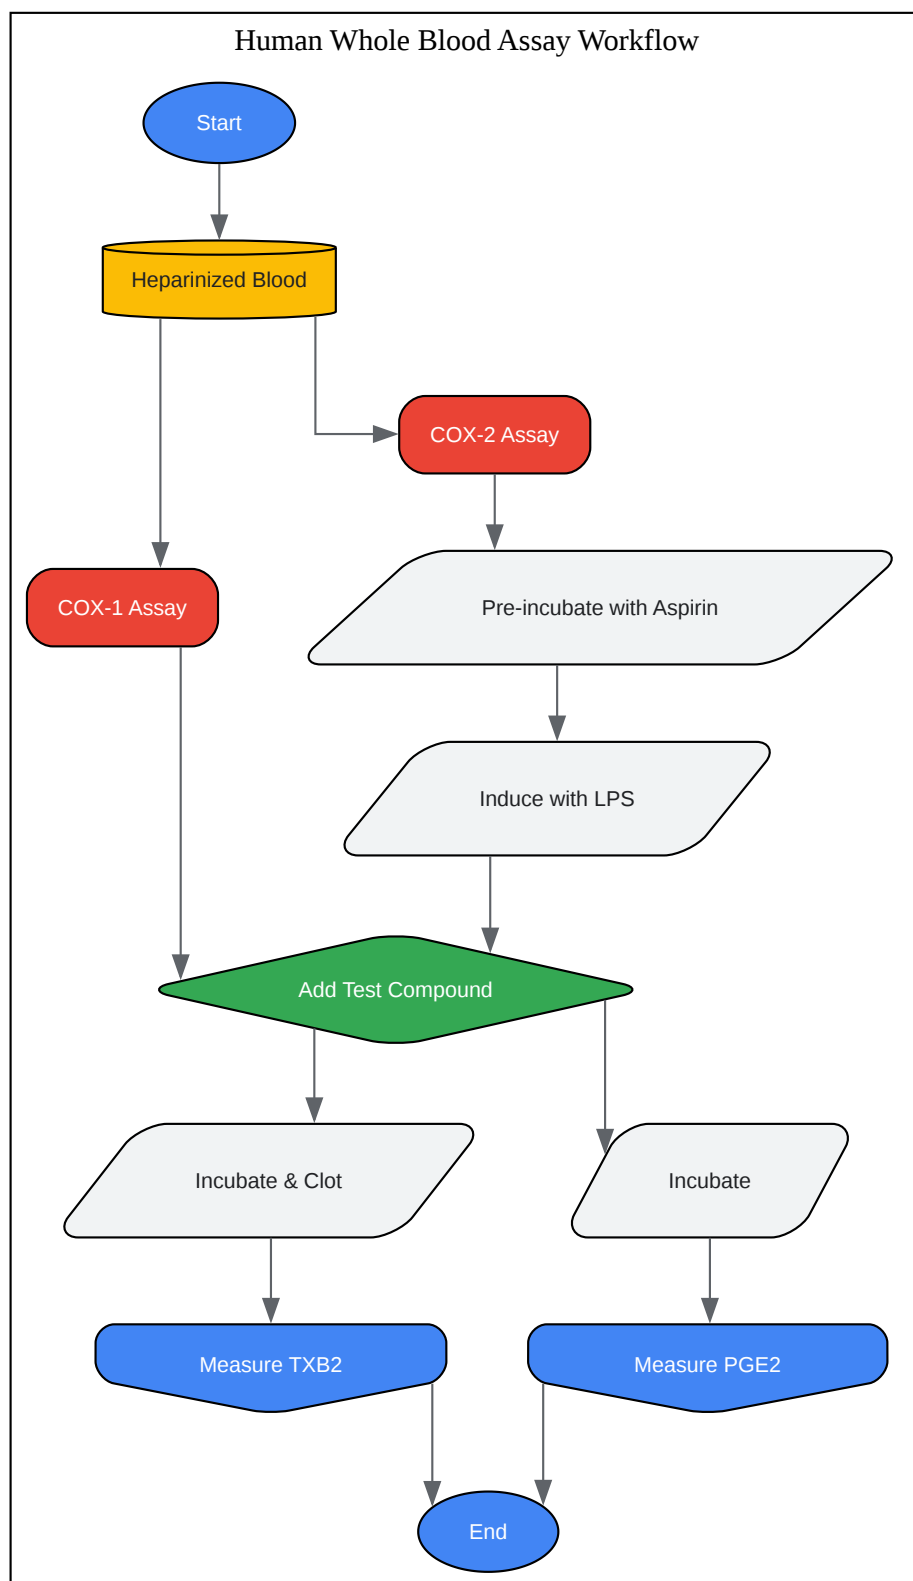 Human Whole Blood Assay Workflow
Start
Heparinized Blood
COX-2 Assay
COX-1 Assay
Pre-incubate with Aspirin
Induce with LPS
Add Test Compound
Incubate & Clot
Incubate
Measure TXB2
Measure PGE2
End